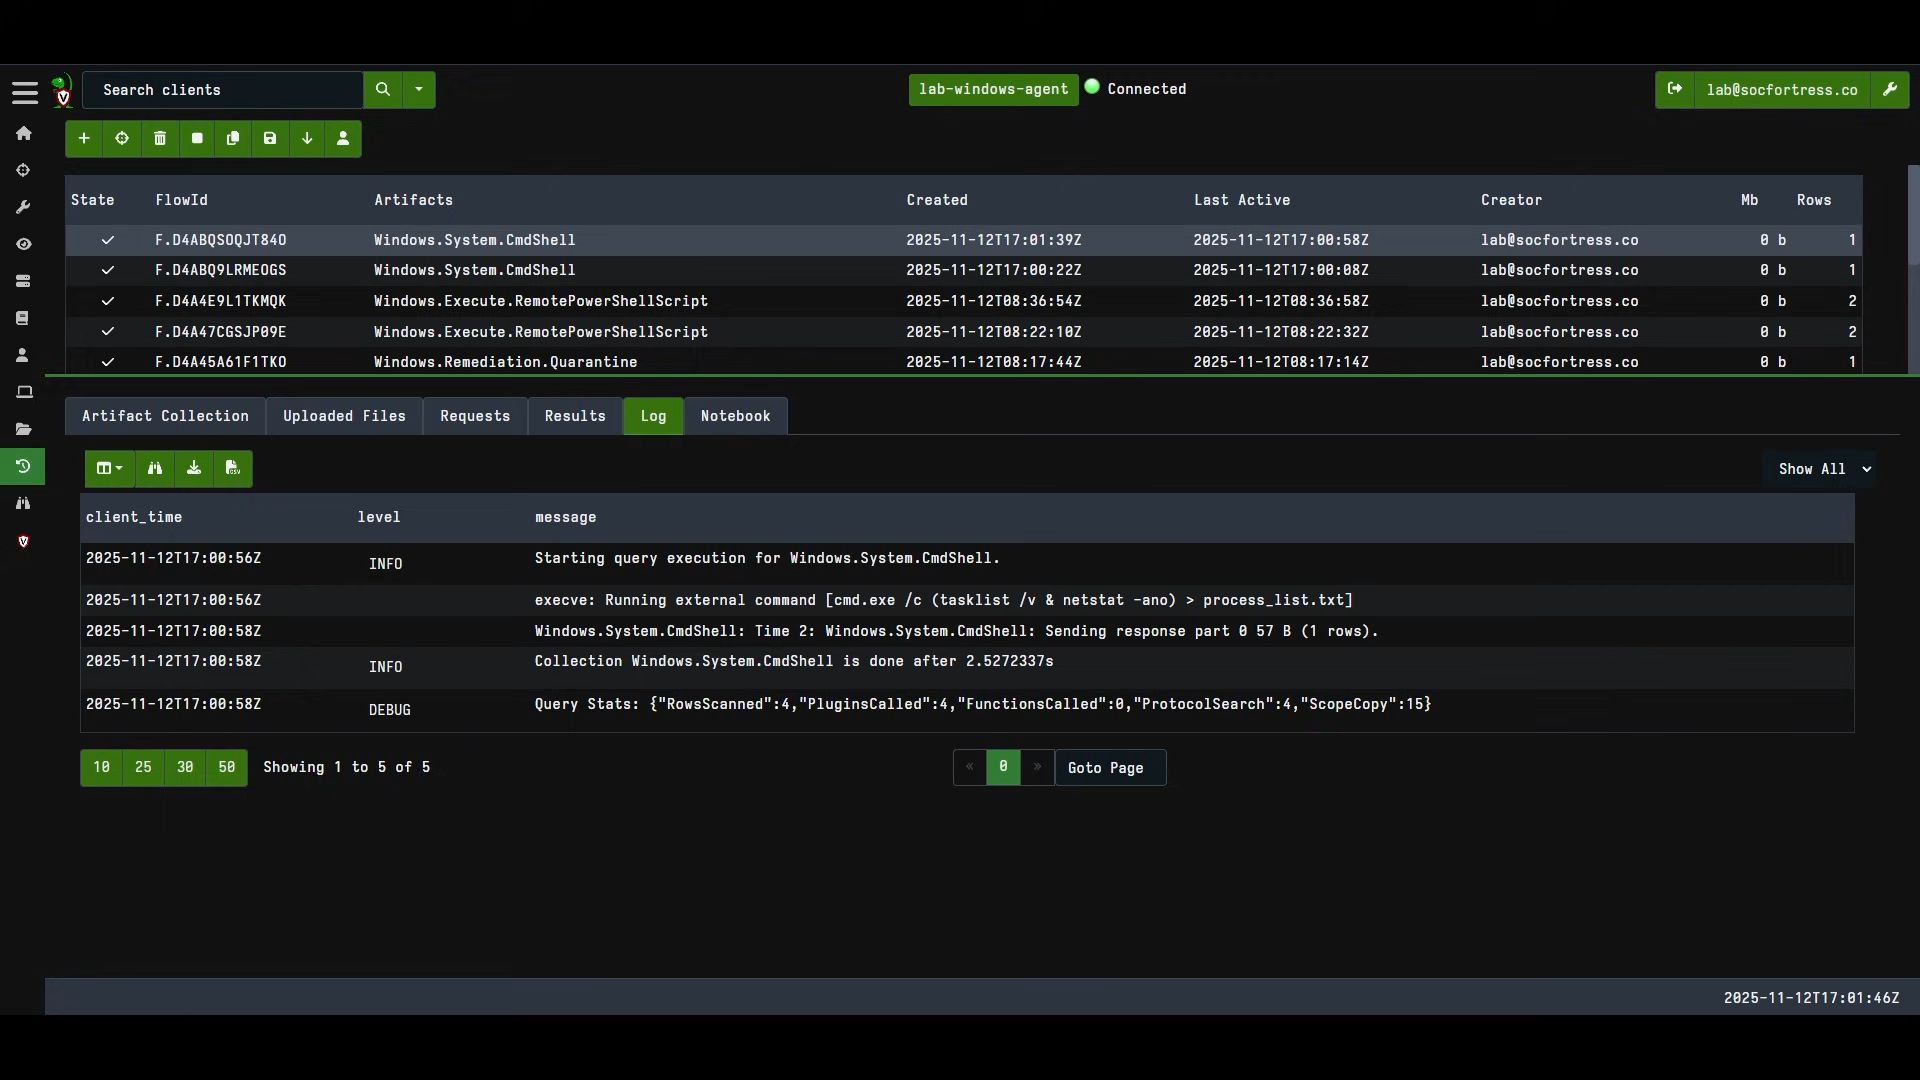 Search clients
lab-windows-agent Connected
lab@socfortress.co
State FlowId Artifacts Created Last Active Creator Mb Rows
F.D4ABQSOQJT84O Windows.System.CmdShell 2025-11-12T17:01:39Z 2025-11-12T17:00:58Z lab@socfortress.co 0 b 1
F.D4ABQ9LRMEOGS Windows.System.CmdShell 2025-11-12T17:00:22Z 2025-11-12T17:00:08Z lab@socfortress.co 0 b 1
F.D4A4E9L1TKMQK Windows.Execute.RemotePowerShellScript 2025-11-12T08:36:54Z 2025-11-12T08:36:58Z lab@socfortress.co 0 b 2
F.D4A47CGSJP09E Windows.Execute.RemotePowerShellScript 2025-11-12T08:22:10Z 2025-11-12T08:22:32Z lab@socfortress.co 0 b 2
F.D4A45A61F1TKO Windows.Remediation.Quarantine 2025-11-12T08:17:44Z 2025-11-12T08:17:14Z lab@socfortress.co 0 b 1
Artifact Collection Uploaded Files Requests Results Log Notebook
Show All
client_time level message
2025-11-12T17:00:56Z INFO Starting query execution for Windows.System.CmdShell.
2025-11-12T17:00:56Z execve: Running external command [cmd.exe /c (tasklist /v & netstat -ano) > process_list.txt]
2025-11-12T17:00:58Z Windows.System.CmdShell: Time 2: Windows.System.CmdShell: Sending response part 0 57 B (1 rows).
2025-11-12T17:00:58Z INFO Collection Windows.System.CmdShell is done after 2.5272337s
2025-11-12T17:00:58Z DEBUG Query Stats: {"RowsScanned":4,"PluginsCalled":4,"FunctionsCalled":0,"ProtocolSearch":4,"ScopeCopy":15}
10 25 30 50 Showing 1 to 5 of 5 « 0 » Goto Page
2025-11-12T17:01:46Z